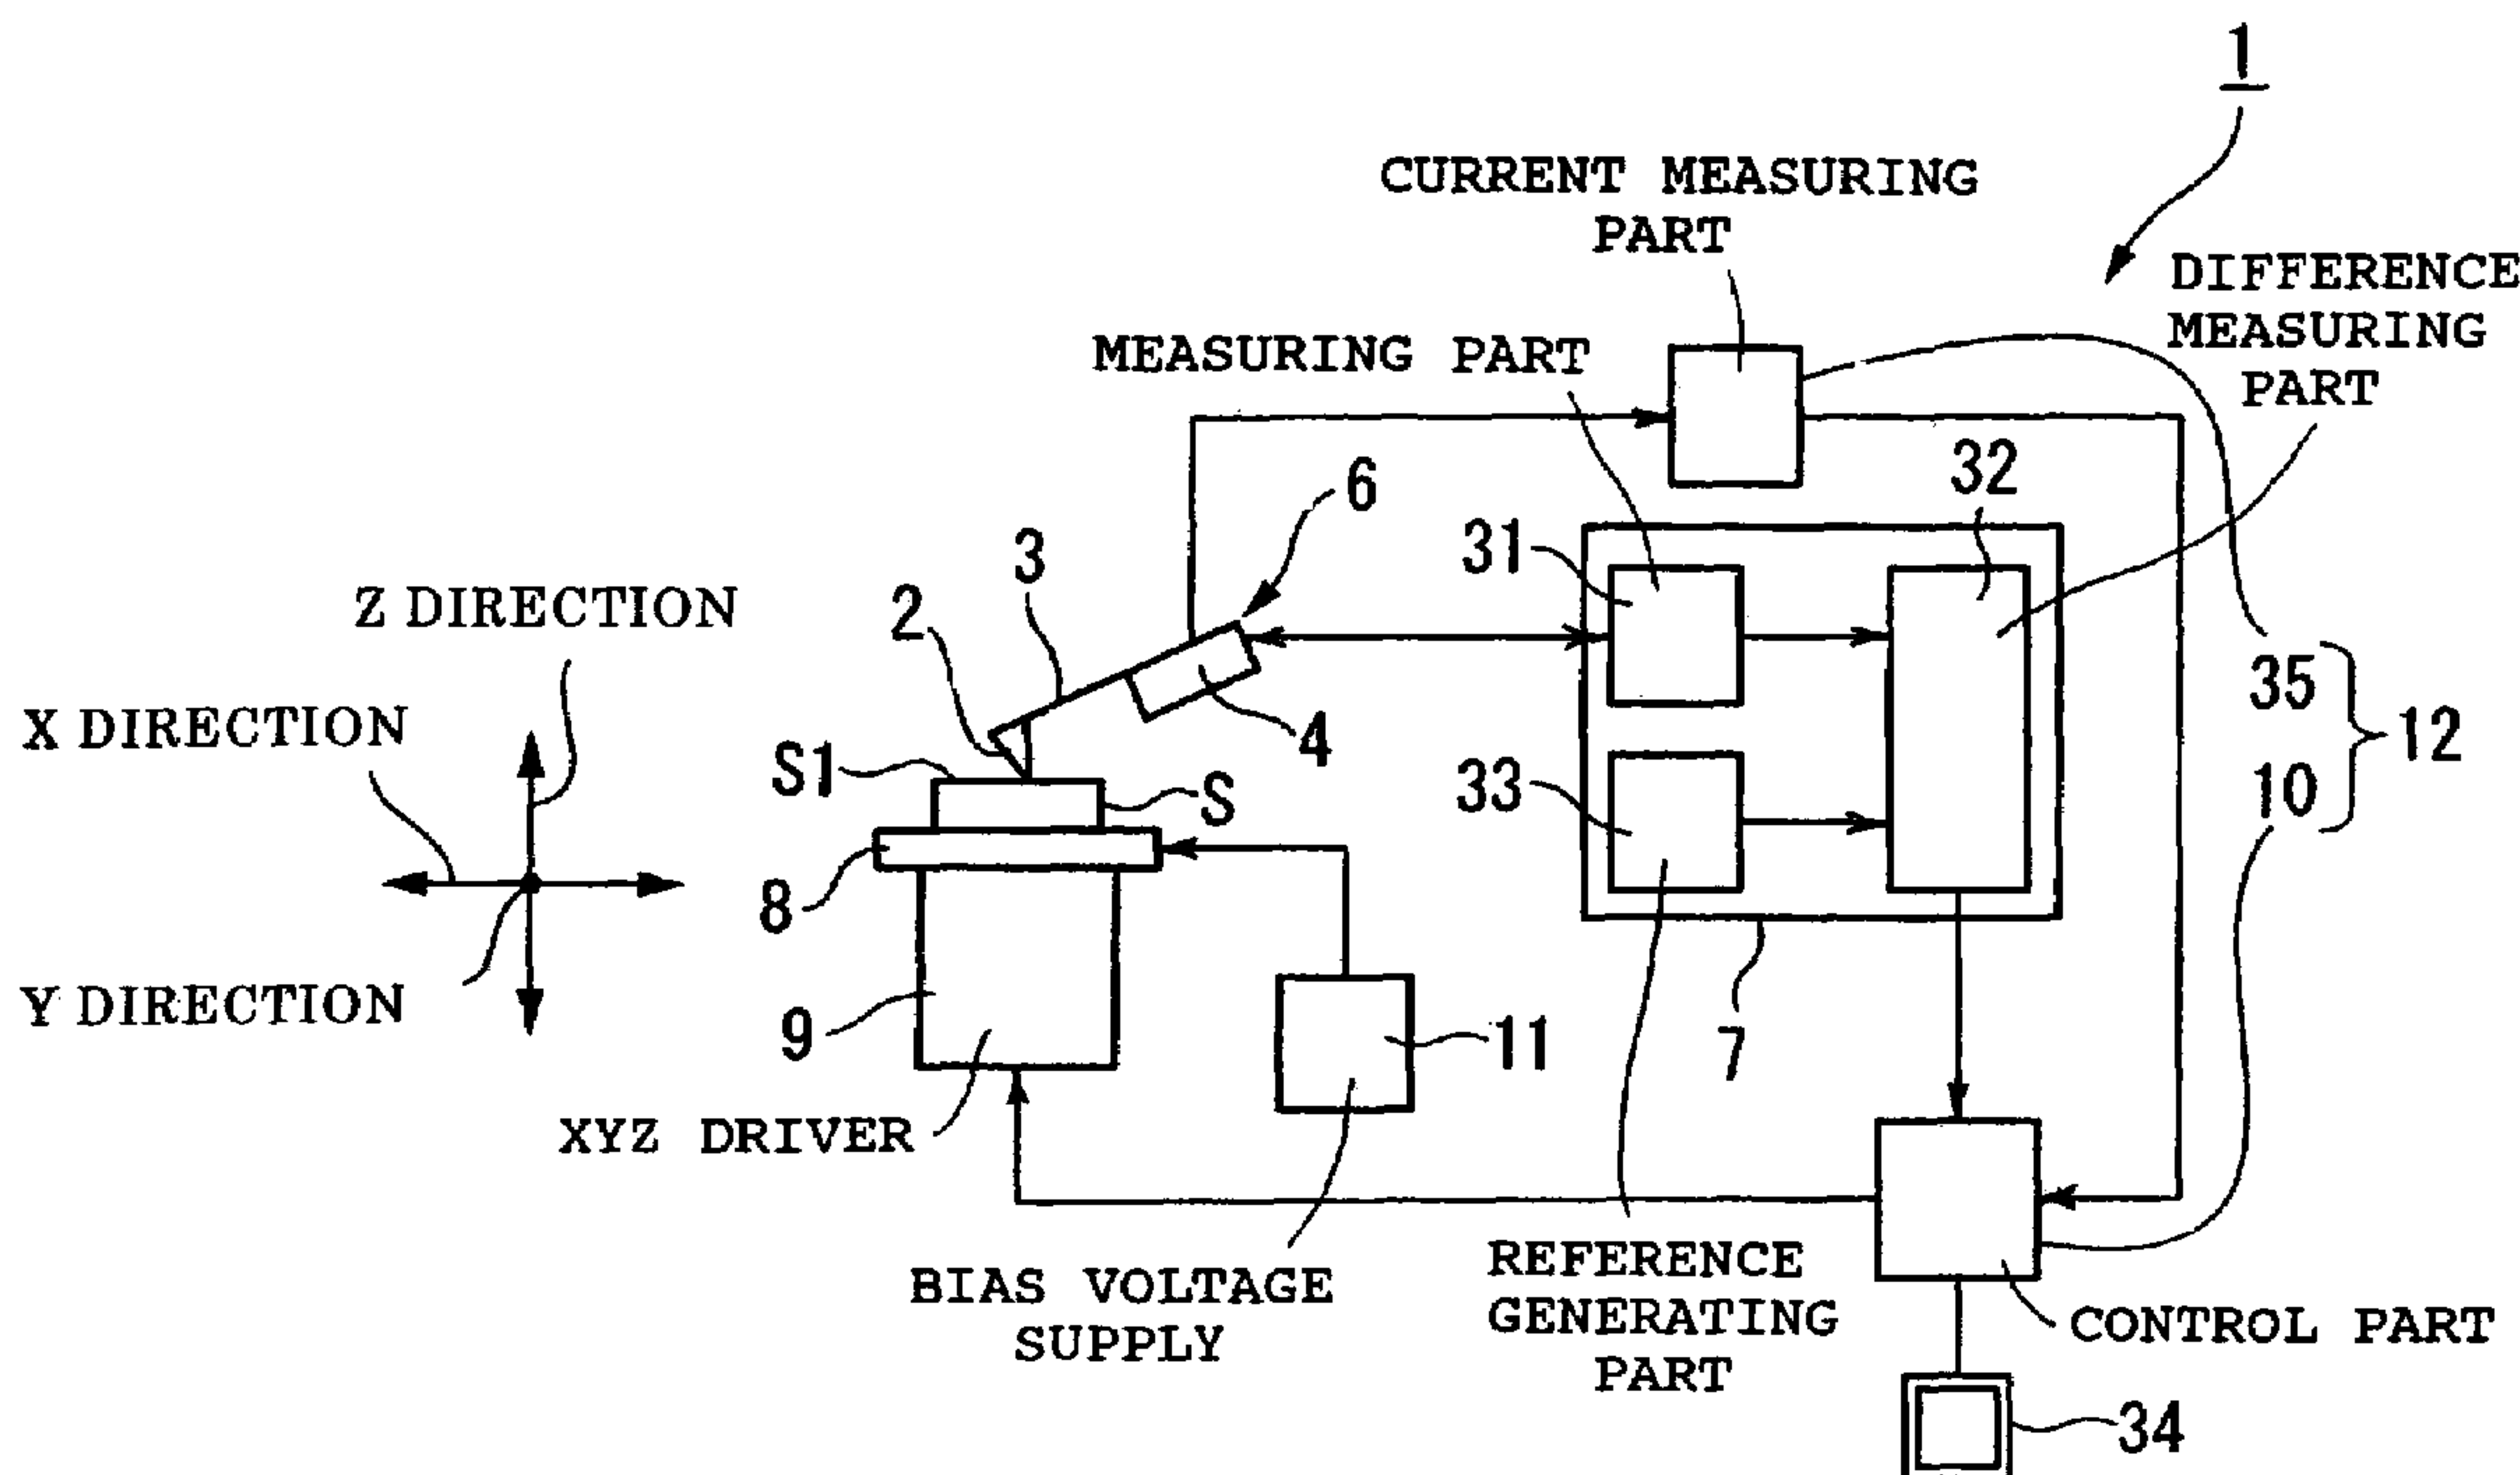 1
CURRENT MEASURING
PART
DIFFERENCE
MEASURING
PART
MEASURING PART
32
6
31
3
2
Z DIRECTION
35
12
X DIRECTION
4
S1
S
33
10
8
Y DIRECTION
9
11
7
XYZ DRIVER
REFERENCE
GENERATING
PART
BIAS VOLTAGE
SUPPLY
CONTROL PART
34